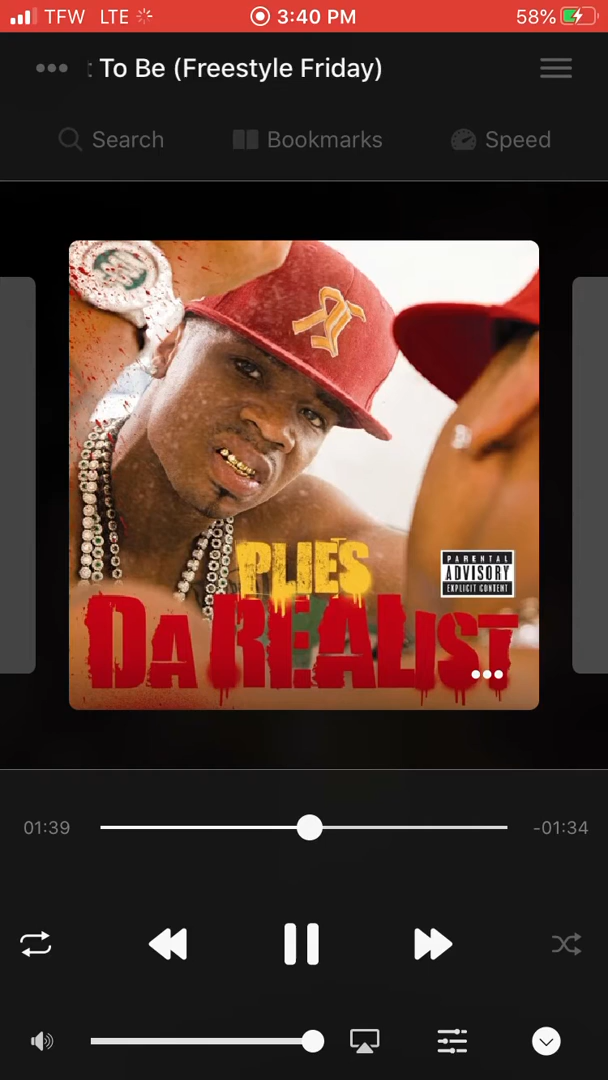 TFW LTE 3:40 PM 58%
: To Be (Freestyle Friday)
Search Bookmarks Speed
PLIES
PARENTAL
ADVISORY
EXPLICIT CONTENT
DA REALIST
01:39 -01:34